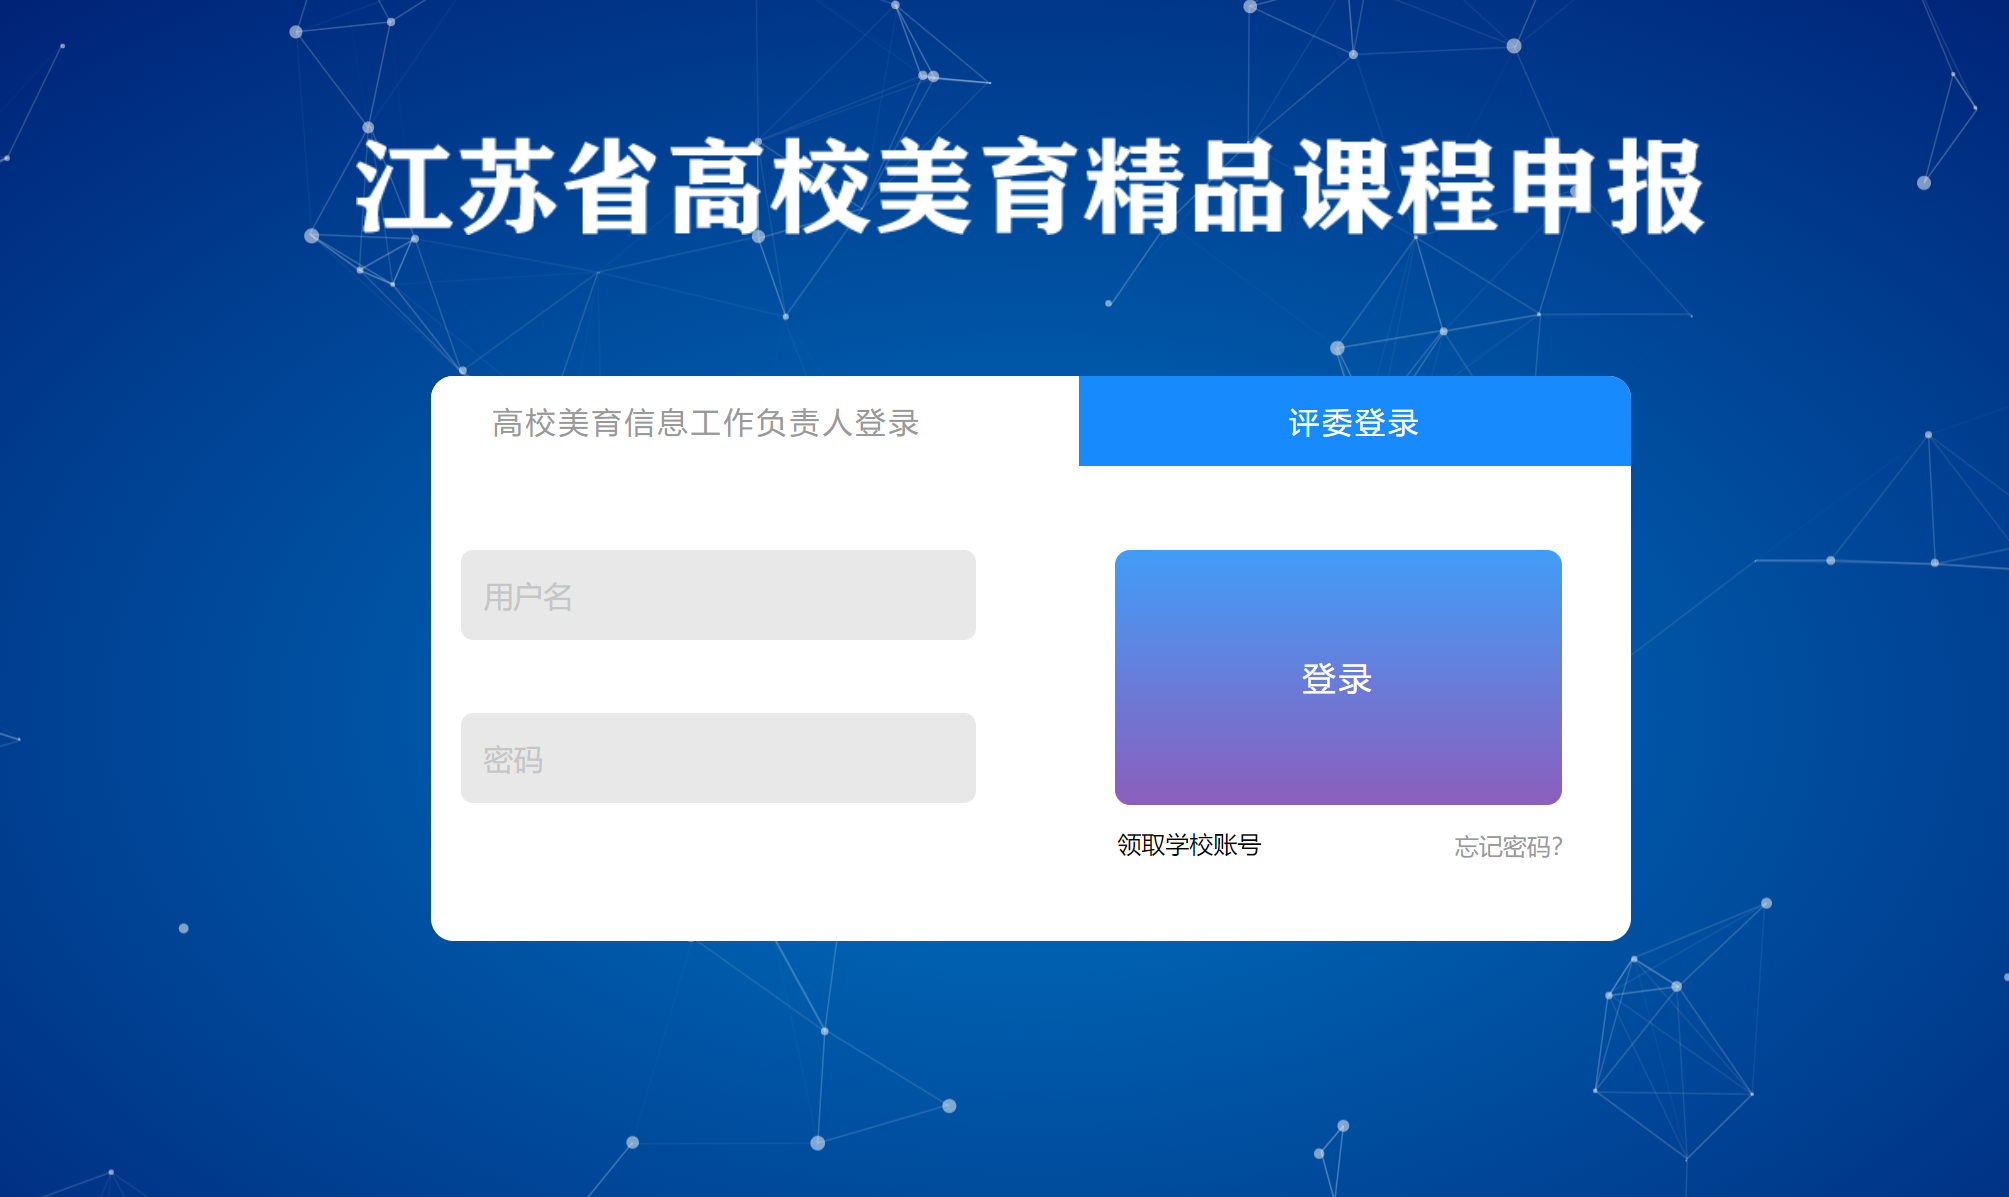 江苏省高校美育精品课程申报
高校美育信息工作负责人登录
评委登录
用户名
登录
密码
领取学校账号
忘记密码?